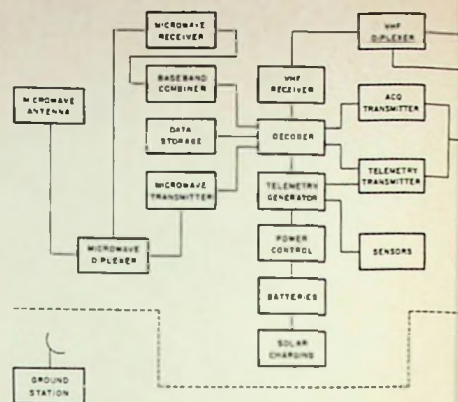 MICROWAVE
RECEIVER
VHF
DIPLEXER
BASEBAND
COMBINER
VHF
RECEIVER
ACQ
TRANSMITTER
MICROWAVE
ANTENNA
DATA
STORAGE
DECODER
MICROWAVE
TRANSMITTER
TELEMETRY
GENERATOR
TELEMETRY
TRANSMITTER
MICROWAVE
DIPLEXER
POWER
CONTROL
SENSORS
BATTERIES
SOLAR
CHARGING
GROUND
STATION